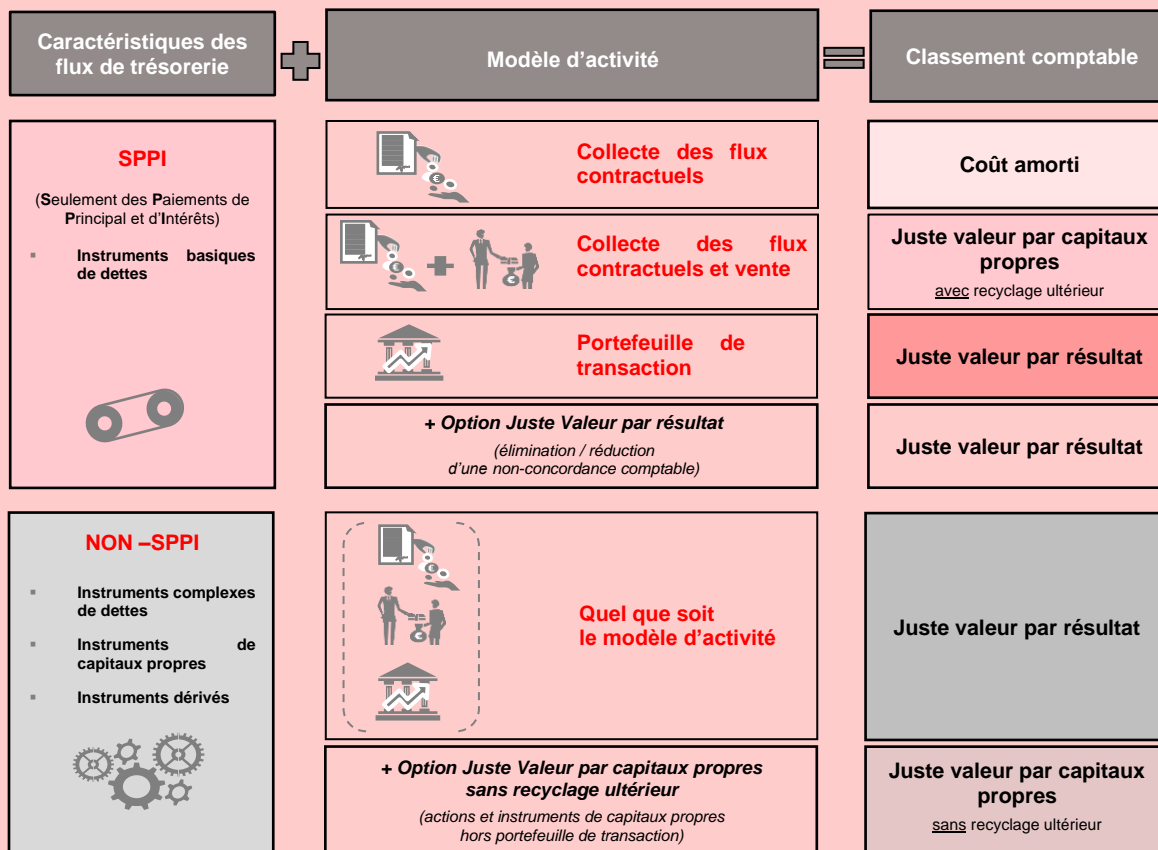 Caractéristiques des
flux de trésorerie
Modèle d'activité
Classement comptable
SPPI
(Seulement des Paiements de
Principal et d'Intérêts)
▪ Instruments basiques
de dettes
Collecte des flux
contractuels
Coût amorti
Collecte des flux
contractuels et vente
Juste valeur par capitaux
propres
avec recyclage ultérieur
Portefeuille de
transaction
Juste valeur par résultat
+ Option Juste Valeur par résultat
(élimination / réduction
d'une non-concordance comptable)
Juste valeur par résultat
NON –SPPI
▪ Instruments complexes
de dettes
▪ Instruments de
capitaux propres
▪ Instruments dérivés
Quel que soit
le modèle d'activité
Juste valeur par résultat
+ Option Juste Valeur par capitaux propres
sans recyclage ultérieur
(actions et instruments de capitaux propres
hors portefeuille de transaction)
Juste valeur par capitaux
propres
sans recyclage ultérieur